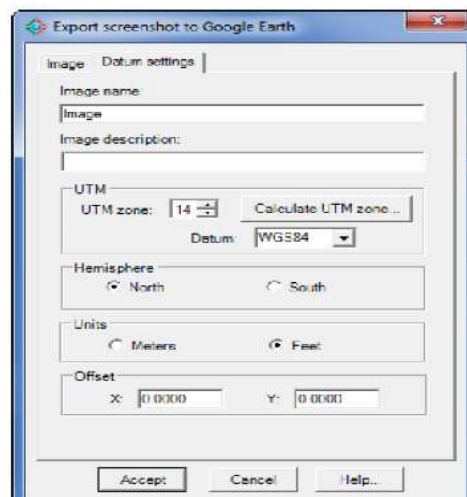 Export screenshot to Google Earth
Image Datum settings
Image name:
Image
Image description:
UTM
UTM zone: 14 Calculate UTM zone...
Datum: WGS84
Hemisphere
North South
Units
Meters Feet
Offset
X: 0.0000 Y: 0.0000
Accept Cancel Help...